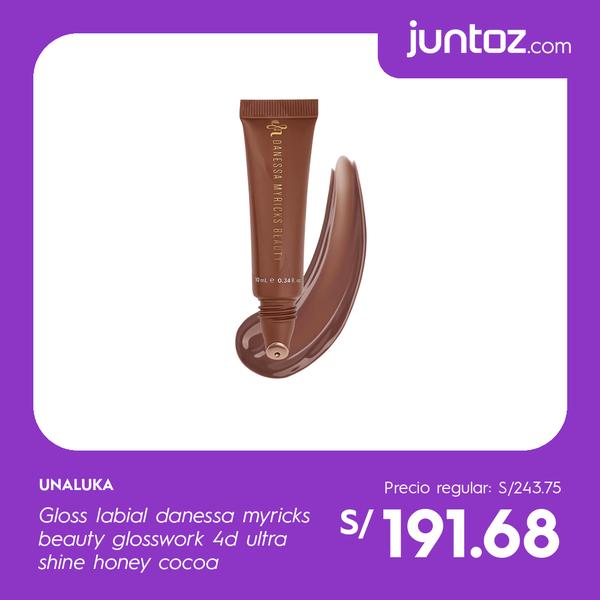 juntoz.com
DANESSA MYRICKS BEAUTY
10 mL e 0.34 fl. oz
UNALUKA
Gloss labial danessa myricks
beauty glosswork 4d ultra
shine honey cocoa
Precio regular: S/243.75
S/191.68